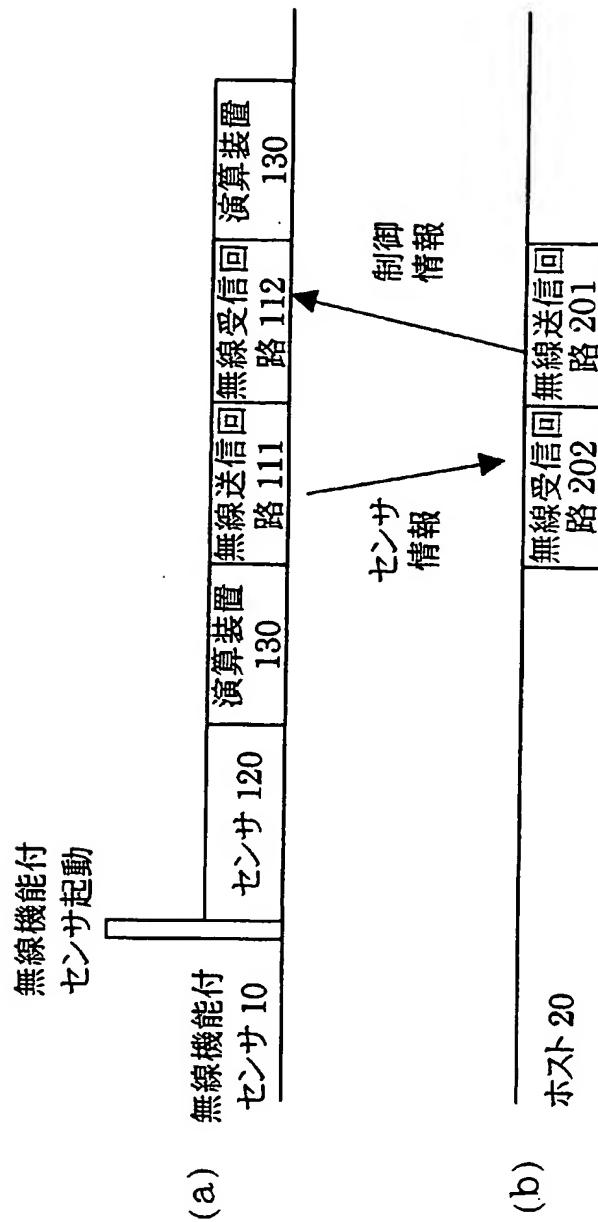 無線機能付
センサ起動
(a)
無線機能付
センサ 10
センサ 120
演算装置
130
無線送信回
路 111
無線受信回
路 112
演算装置
130
センサ
情報
制御
情報
(b)
ホスト 20
無線受信回
路 202
無線送信回
路 201